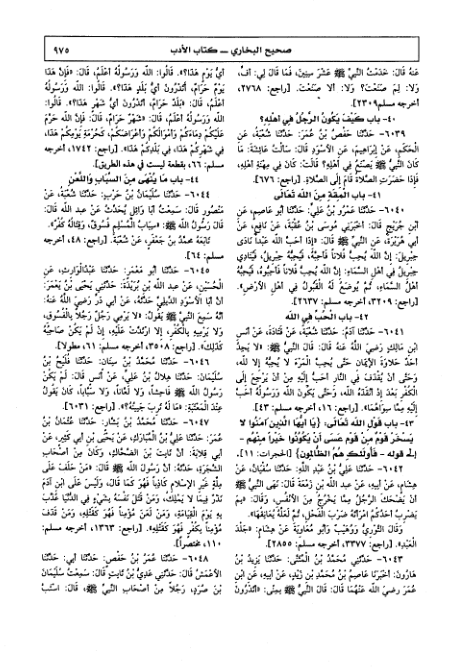 صحيح البخاري ـ كتاب الأدب
٩٧٥
عَنْهُ قَالَ: خَدَمْتُ النَّبِيَّ ﷺ عَشْرَ سِنِينَ، فَمَا قَالَ لِي: أُفٍّ،
وَلَا: لِمَ صَنَعْتَ؟ وَلَا: أَلَا صَنَعْتَ. [راجع: ٢٧٦٨،
أخرجه مسلم: ٢٣٠٩].
٤٠- باب كَيْفَ يَكُونُ الرَّجُلُ فِي أَهْلِهِ؟
٦٠٣٩- حَدَّثَنَا حَفْصُ بْنُ عُمَرَ: حَدَّثَنَا شُعْبَةُ، عَنِ
الْحَكَمِ، عَنْ إِبْرَاهِيمَ، عَنِ الْأَسْوَدِ قَالَ: سَأَلْتُ عَائِشَةَ: مَا
كَانَ النَّبِيُّ ﷺ يَصْنَعُ فِي أَهْلِهِ؟ قَالَتْ: كَانَ فِي مِهْنَةِ أَهْلِهِ،
فَإِذَا حَضَرَتِ الصَّلَاةُ قَامَ إِلَى الصَّلَاةِ. [راجع: ٦٧٦].
٤١- باب الْمِقَةِ مِنَ اللَّهِ تَعَالَى
٦٠٤٠- حَدَّثَنَا عَمْرُو بْنُ عَلِيٍّ: حَدَّثَنَا أَبُو عَاصِمٍ، عَنِ
ابْنِ جُرَيْجٍ قَالَ: أَخْبَرَنِي مُوسَى بْنُ عُقْبَةَ، عَنْ نَافِعٍ، عَنْ
أَبِي هُرَيْرَةَ، عَنِ النَّبِيِّ ﷺ قَالَ: «إِذَا أَحَبَّ اللَّهُ عَبْدًا نَادَى
جِبْرِيلَ: إِنَّ اللَّهَ يُحِبُّ فُلَانًا فَأَحِبَّهُ، فَيُحِبُّهُ جِبْرِيلُ، فَيُنَادِي
جِبْرِيلُ فِي أَهْلِ السَّمَاءِ: إِنَّ اللَّهَ يُحِبُّ فُلَانًا فَأَحِبُّوهُ، فَيُحِبُّهُ
أَهْلُ السَّمَاءِ، ثُمَّ يُوضَعُ لَهُ الْقَبُولُ فِي أَهْلِ الْأَرْضِ».
[راجع: ٣٢٠٩، أخرجه مسلم: ٢٦٣٧].
٤٢- باب الْحُبِّ فِي اللَّهِ
٦٠٤١- حَدَّثَنَا آدَمُ: حَدَّثَنَا شُعْبَةُ، عَنْ قَتَادَةَ، عَنْ أَنَسِ
ابْنِ مَالِكٍ رَضِيَ اللَّهُ عَنْهُ قَالَ: قَالَ النَّبِيُّ ﷺ: «لَا يَجِدُ
أَحَدٌ حَلَاوَةَ الْإِيمَانِ حَتَّى يُحِبَّ الْمَرْءَ لَا يُحِبُّهُ إِلَّا لِلَّهِ،
وَحَتَّى أَنْ يُقْذَفَ فِي النَّارِ أَحَبُّ إِلَيْهِ مِنْ أَنْ يَرْجِعَ إِلَى
الْكُفْرِ بَعْدَ إِذْ أَنْقَذَهُ اللَّهُ، وَحَتَّى يَكُونَ اللَّهُ وَرَسُولُهُ أَحَبَّ
إِلَيْهِ مِمَّا سِوَاهُمَا». [راجع: ١٦، أخرجه مسلم: ٤٣].
٤٣- باب قَوْلِ اللَّهِ تَعَالَى، {يَا أَيُّهَا الَّذِينَ آمَنُوا لَا
يَسْخَرْ قَوْمٌ مِنْ قَوْمٍ عَسَى أَنْ يَكُونُوا خَيْرًا مِنْهُمْ -
إِلَى قوله - فَأُولَئِكَ هُمُ الظَّالِمُونَ} [الحجرات: ١١].
٦٠٤٢- حَدَّثَنَا عَلِيُّ بْنُ عَبْدِ اللَّهِ: حَدَّثَنَا سُفْيَانُ، عَنْ
هِشَامٍ، عَنْ أَبِيهِ، عَنْ عَبْدِ اللَّهِ بْنِ زَمْعَةَ قَالَ: نَهَى النَّبِيُّ ﷺ
أَنْ يَضْحَكَ الرَّجُلُ مِمَّا يَخْرُجُ مِنَ الْأَنْفُسِ، وَقَالَ: «بِمَ
يَضْرِبُ أَحَدُكُمُ امْرَأَتَهُ ضَرْبَ الْفَحْلِ، ثُمَّ لَعَلَّهُ يُعَانِقُهَا».
وَقَالَ الثَّوْرِيُّ وَوُهَيْبٌ وَأَبُو مُعَاوِيَةَ عَنْ هِشَامٍ: «جَلْدَ
الْعَبْدِ». [راجع: ٣٣٧٧، أخرجه مسلم: ٢٨٥٥].
٦٠٤٣- حَدَّثَنِي مُحَمَّدُ بْنُ الْمُثَنَّى: حَدَّثَنَا يَزِيدُ بْنُ
هَارُونَ: أَخْبَرَنَا عَاصِمُ بْنُ مُحَمَّدِ بْنِ زَيْدٍ، عَنْ أَبِيهِ، عَنِ ابْنِ
عُمَرَ رَضِيَ اللَّهُ عَنْهُمَا قَالَ: قَالَ النَّبِيُّ ﷺ بِمِنًى: «أَتَدْرُونَ
أَيُّ يَوْمٍ هَذَا؟». قَالُوا: اللَّهُ وَرَسُولُهُ أَعْلَمُ، قَالَ: «فَإِنَّ هَذَا
يَوْمٌ حَرَامٌ، أَتَدْرُونَ أَيُّ بَلَدٍ هَذَا؟». قَالُوا: اللَّهُ وَرَسُولُهُ
أَعْلَمُ، قَالَ: «بَلَدٌ حَرَامٌ، أَتَدْرُونَ أَيُّ شَهْرٍ هَذَا؟». قَالُوا:
اللَّهُ وَرَسُولُهُ أَعْلَمُ، قَالَ: «شَهْرٌ حَرَامٌ». قَالَ: «فَإِنَّ اللَّهَ حَرَّمَ
عَلَيْكُمْ دِمَاءَكُمْ وَأَمْوَالَكُمْ وَأَعْرَاضَكُمْ، كَحُرْمَةِ يَوْمِكُمْ هَذَا،
فِي شَهْرِكُمْ هَذَا، فِي بَلَدِكُمْ هَذَا». [راجع: ١٧٤٢، أخرجه
مسلم: ٦٦، بقطعة ليست في هذه الطريق].
٤٤- باب مَا يُنْهَى مِنَ السِّبَابِ وَاللَّعْنِ
٦٠٤٤- حَدَّثَنَا سُلَيْمَانُ بْنُ حَرْبٍ: حَدَّثَنَا شُعْبَةُ، عَنْ
مَنْصُورٍ قَالَ: سَمِعْتُ أَبَا وَائِلٍ يُحَدِّثُ عَنْ عَبْدِ اللَّهِ قَالَ:
قَالَ رَسُولُ اللَّهِ ﷺ: «سِبَابُ الْمُسْلِمِ فُسُوقٌ، وَقِتَالُهُ كُفْرٌ».
تَابَعَهُ مُحَمَّدُ بْنُ جَعْفَرٍ، عَنْ شُعْبَةَ. [راجع: ٤٨، أخرجه
مسلم: ٦٤].
٦٠٤٥- حَدَّثَنَا أَبُو مَعْمَرٍ: حَدَّثَنَا عَبْدُالْوَارِثِ، عَنِ
الْحُسَيْنِ، عَنْ عَبْدِ اللَّهِ بْنِ بُرَيْدَةَ: حَدَّثَنِي يَحْيَى بْنُ يَعْمَرَ:
أَنَّ أَبَا الْأَسْوَدِ الدِّيلِيَّ حَدَّثَهُ، عَنْ أَبِي ذَرٍّ رَضِيَ اللَّهُ عَنْهُ:
أَنَّهُ سَمِعَ النَّبِيَّ ﷺ يَقُولُ: «لَا يَرْمِي رَجُلٌ رَجُلًا بِالْفُسُوقِ،
وَلَا يَرْمِيهِ بِالْكُفْرِ، إِلَّا ارْتَدَّتْ عَلَيْهِ، إِنْ لَمْ يَكُنْ صَاحِبُهُ
كَذَلِكَ». [راجع: ٣٥٠٨، أخرجه مسلم: ٦١، مطولا].
٦٠٤٦- حَدَّثَنَا مُحَمَّدُ بْنُ سِنَانٍ: حَدَّثَنَا فُلَيْحُ بْنُ
سُلَيْمَانَ: حَدَّثَنَا هِلَالُ بْنُ عَلِيٍّ، عَنْ أَنَسٍ قَالَ: لَمْ يَكُنْ
رَسُولُ اللَّهِ ﷺ فَاحِشًا، وَلَا لَعَّانًا، وَلَا سَبَّابًا، كَانَ يَقُولُ
عِنْدَ الْمَعْتَبَةِ: «مَا لَهُ تَرِبَ جَبِينُهُ؟». [راجع: ٦٠٣١].
٦٠٤٧- حَدَّثَنَا مُحَمَّدُ بْنُ بَشَّارٍ: حَدَّثَنَا عُثْمَانُ بْنُ
عُمَرَ: حَدَّثَنَا عَلِيُّ بْنُ الْمُبَارَكِ، عَنْ يَحْيَى بْنِ أَبِي كَثِيرٍ، عَنْ
أَبِي قِلَابَةَ: أَنَّ ثَابِتَ بْنَ الضَّحَّاكِ، وَكَانَ مِنْ أَصْحَابِ
الشَّجَرَةِ، حَدَّثَهُ: أَنَّ رَسُولَ اللَّهِ ﷺ قَالَ: «مَنْ حَلَفَ عَلَى
مِلَّةٍ غَيْرِ الْإِسْلَامِ كَاذِبًا فَهُوَ كَمَا قَالَ، وَلَيْسَ عَلَى ابْنِ آدَمَ
نَذْرٌ فِيمَا لَا يَمْلِكُ، وَمَنْ قَتَلَ نَفْسَهُ بِشَيْءٍ فِي الدُّنْيَا عُذِّبَ
بِهِ يَوْمَ الْقِيَامَةِ، وَمَنْ لَعَنَ مُؤْمِنًا فَهُوَ كَقَتْلِهِ، وَمَنْ قَذَفَ
مُؤْمِنًا بِكُفْرٍ فَهُوَ كَقَتْلِهِ». [راجع: ١٣٦٣، أخرجه مسلم:
١١٠، مختصراً].
٦٠٤٨- حَدَّثَنَا عُمَرُ بْنُ حَفْصٍ: حَدَّثَنَا أَبِي: حَدَّثَنَا
الْأَعْمَشُ قَالَ: حَدَّثَنِي عَدِيُّ بْنُ ثَابِتٍ قَالَ: سَمِعْتُ سُلَيْمَانَ
بْنَ صُرَدٍ، رَجُلًا مِنْ أَصْحَابِ النَّبِيِّ ﷺ، قَالَ: اسْتَبَّ